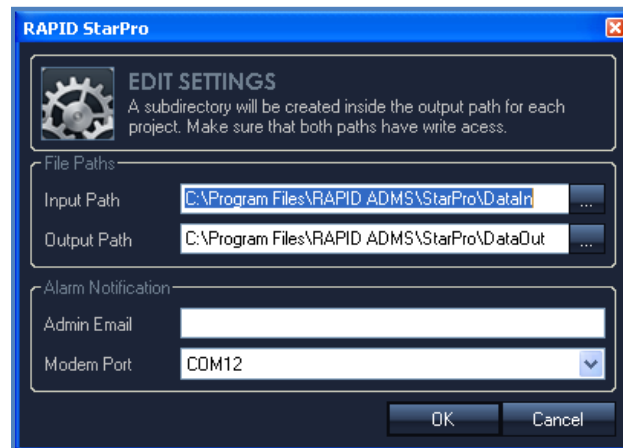 RAPID StarPro
EDIT SETTINGS
A subdirectory will be created inside the output path for each
project. Make sure that both paths have write acess.
File Paths
Input Path C:\Program Files\RAPID ADMS\StarPro\DataIn ...
Output Path C:\Program Files\RAPID ADMS\StarPro\DataOut ...
Alarm Notification
Admin Email
Modem Port COM12
OK Cancel